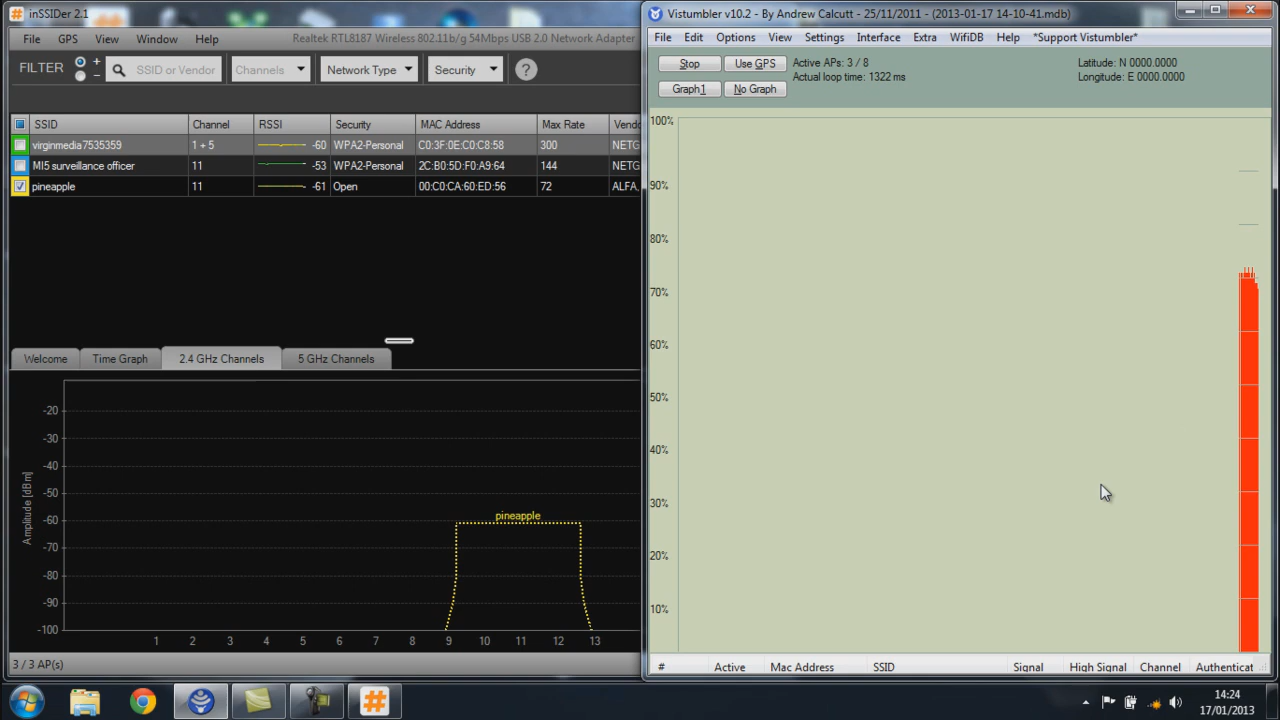 inSSIDer 2.1
File GPS View Window Help Realtek RTL8187 Wireless 802.11b/g 54Mbps USB 2.0 Network Adapter
FILTER + - SSID or Vendor Channels Network Type Security ?
SSID Channel RSSI Security MAC Address Max Rate Vend
virginmedia7535359 1 + 5 -60 WPA2-Personal C0:3F:0E:C0:C8:58 300 NETG
MI5 surveillance officer 11 -53 WPA2-Personal 2C:B0:5D:F0:A9:64 144 NETG
pineapple 11 -61 Open 00:C0:CA:60:ED:56 72 ALFA,
Welcome Time Graph 2.4 GHz Channels 5 GHz Channels
Amplitude [dBm]
-20
-30
-40
-50
-60
-70
-80
-90
-100
pineapple
1 2 3 4 5 6 7 8 9 10 11 12 13
3 / 3 AP(s)
Vistumbler v10.2 - By Andrew Calcutt - 25/11/2011 - (2013-01-17 14-10-41.mdb)
File Edit Options View Settings Interface Extra WifiDB Help *Support Vistumbler*
Stop Use GPS Active APs: 3 / 8 Latitude: N 0000.0000
Actual loop time: 1322 ms Longitude: E 0000.0000
Graph1 No Graph
100%
90%
80%
70%
60%
50%
40%
30%
20%
10%
# Active Mac Address SSID Signal High Signal Channel Authenticat
14:24
17/01/2013